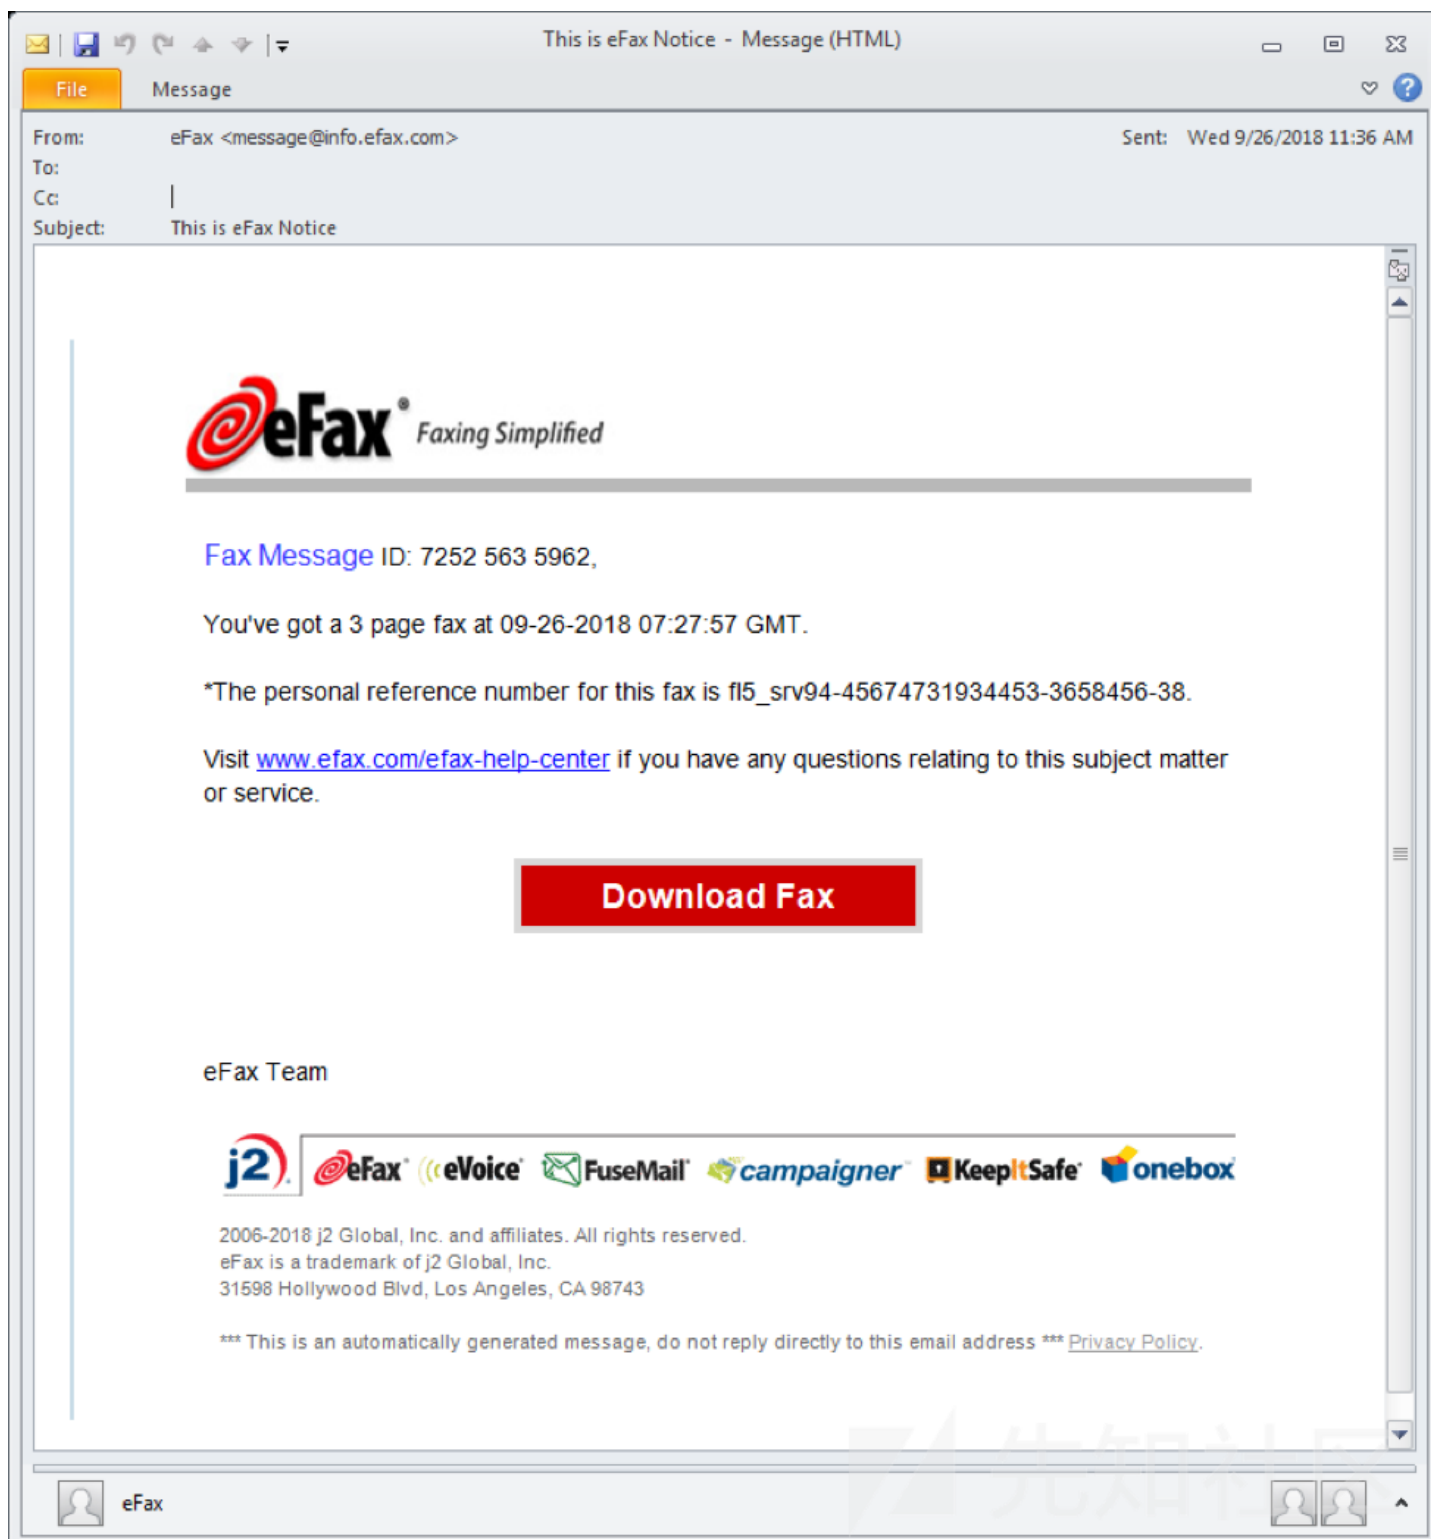 This is eFax Notice - Message (HTML)
File Message
From: eFax <message@info.efax.com> Sent: Wed 9/26/2018 11:36 AM
To:
Cc:
Subject: This is eFax Notice
eFax® Faxing Simplified
Fax Message ID: 7252 563 5962,
You've got a 3 page fax at 09-26-2018 07:27:57 GMT.
*The personal reference number for this fax is fl5_srv94-45674731934453-3658456-38.
Visit www.efax.com/efax-help-center if you have any questions relating to this subject matter
or service.
Download Fax
eFax Team
j2 eFax eVoice FuseMail campaigner KeepItSafe onebox
2006-2018 j2 Global, Inc. and affiliates. All rights reserved.
eFax is a trademark of j2 Global, Inc.
31598 Hollywood Blvd, Los Angeles, CA 98743
*** This is an automatically generated message, do not reply directly to this email address *** Privacy Policy.
先知社区
eFax